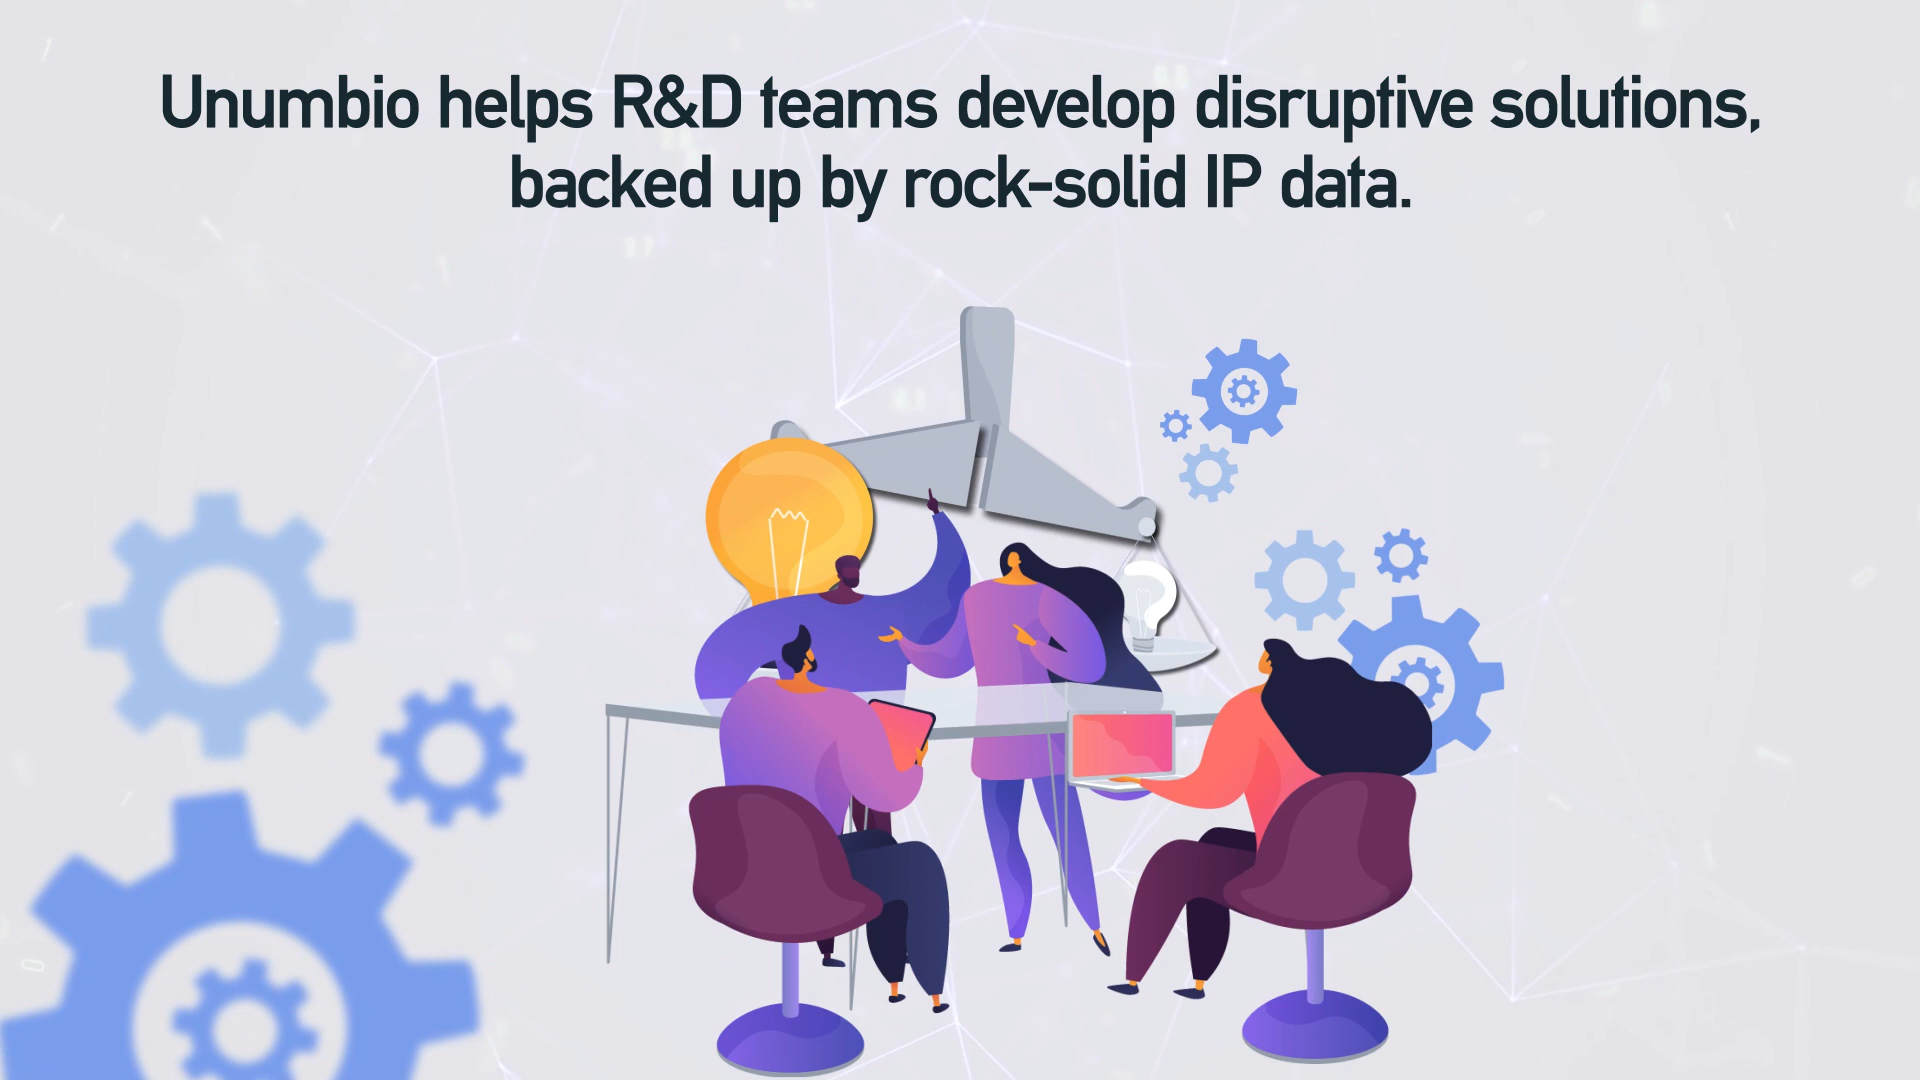 Unumbio helps R&D teams develop disruptive solutions,
backed up by rock-solid IP data.